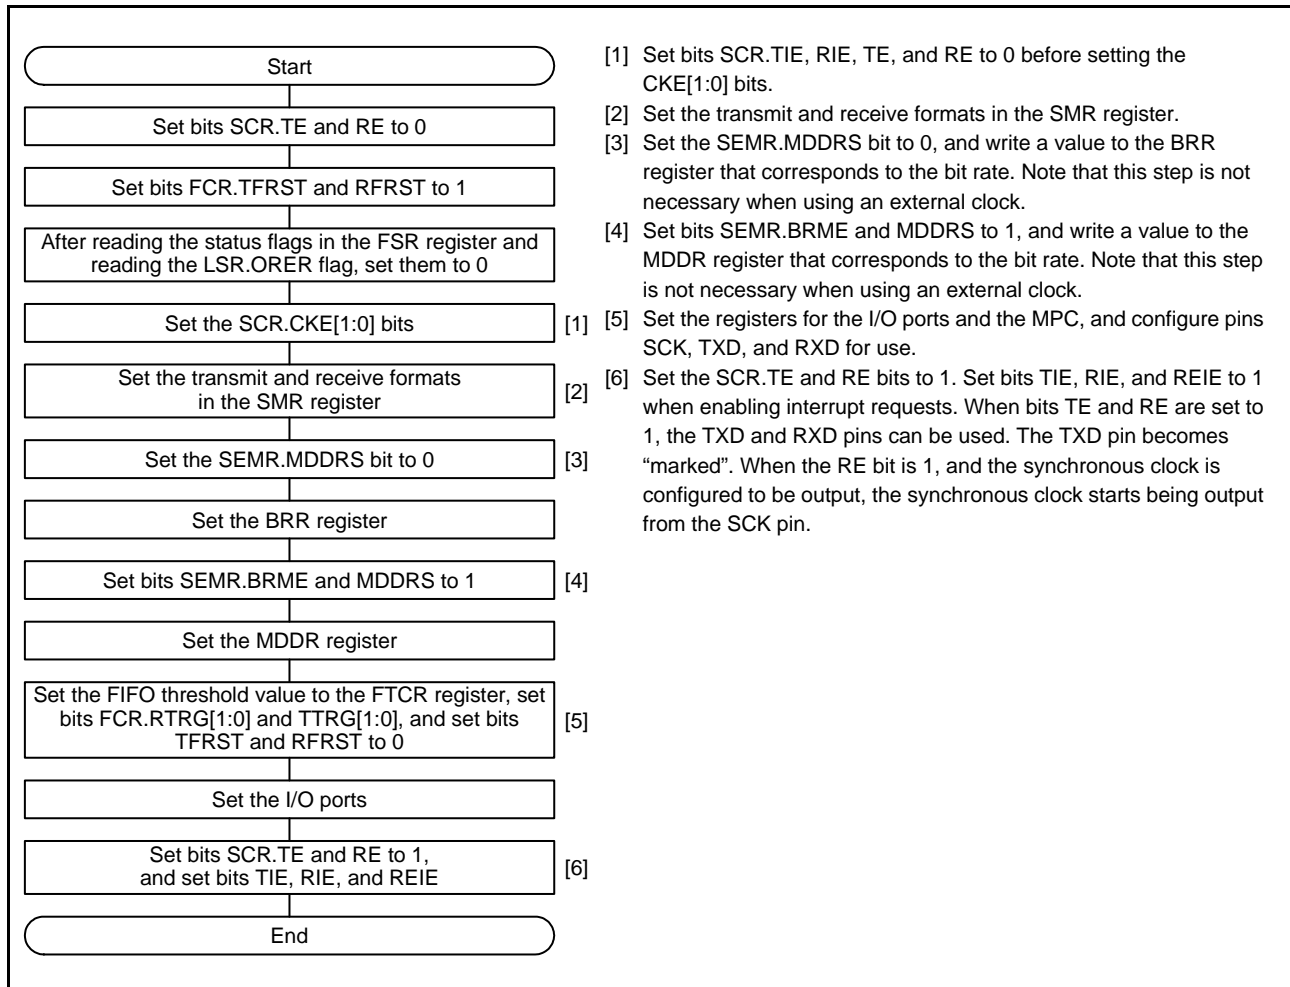 Start
Set bits SCR.TE and RE to 0
Set bits FCR.TFRST and RFRST to 1
After reading the status flags in the FSR register and
reading the LSR.ORER flag, set them to 0
Set the SCR.CKE[1:0] bits
[1]
Set the transmit and receive formats
in the SMR register
[2]
Set the SEMR.MDDRS bit to 0
[3]
Set the BRR register
Set bits SEMR.BRME and MDDRS to 1
[4]
Set the MDDR register
Set the FIFO threshold value to the FTCR register, set
bits FCR.RTRG[1:0] and TTRG[1:0], and set bits
TFRST and RFRST to 0
[5]
Set the I/O ports
Set bits SCR.TE and RE to 1,
and set bits TIE, RIE, and REIE
[6]
End
[1] Set bits SCR.TIE, RIE, TE, and RE to 0 before setting the
CKE[1:0] bits.
[2] Set the transmit and receive formats in the SMR register.
[3] Set the SEMR.MDDRS bit to 0, and write a value to the BRR
register that corresponds to the bit rate. Note that this step is not
necessary when using an external clock.
[4] Set bits SEMR.BRME and MDDRS to 1, and write a value to the
MDDR register that corresponds to the bit rate. Note that this step
is not necessary when using an external clock.
[5] Set the registers for the I/O ports and the MPC, and configure pins
SCK, TXD, and RXD for use.
[6] Set the SCR.TE and RE bits to 1. Set bits TIE, RIE, and REIE to 1
when enabling interrupt requests. When bits TE and RE are set to
1, the TXD and RXD pins can be used. The TXD pin becomes
“marked”. When the RE bit is 1, and the synchronous clock is
configured to be output, the synchronous clock starts being output
from the SCK pin.